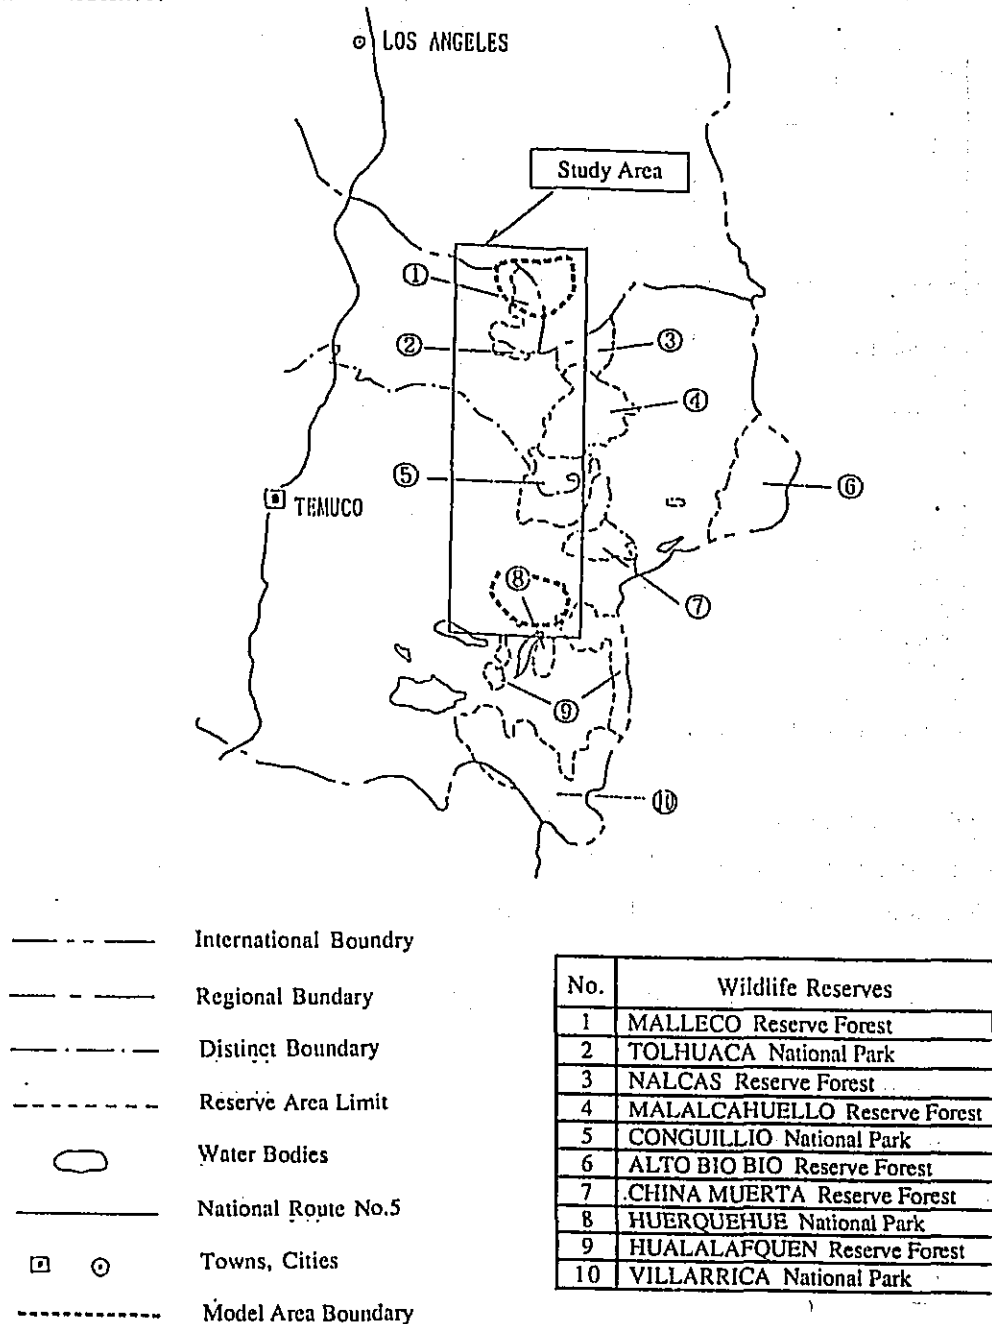 LOS ANGELES
Study Area
①
②
③
④
⑤
⑥
TEMUCO
⑧
⑦
⑨
⑩
International Boundry
Regional Bundary
Distinct Boundary
Reserve Area Limit
Water Bodies
National Route No.5
Towns, Cities
Model Area Boundary
No. Wildlife Reserves
1 MALLECO Reserve Forest
2 TOLHUACA National Park
3 NALCAS Reserve Forest
4 MALALCAHUELLO Reserve Forest
5 CONGUILLIO National Park
6 ALTO BIO BIO Reserve Forest
7 CHINA MUERTA Reserve Forest
8 HUERQUEHUE National Park
9 HUALALAFQUEN Reserve Forest
10 VILLARRICA National Park